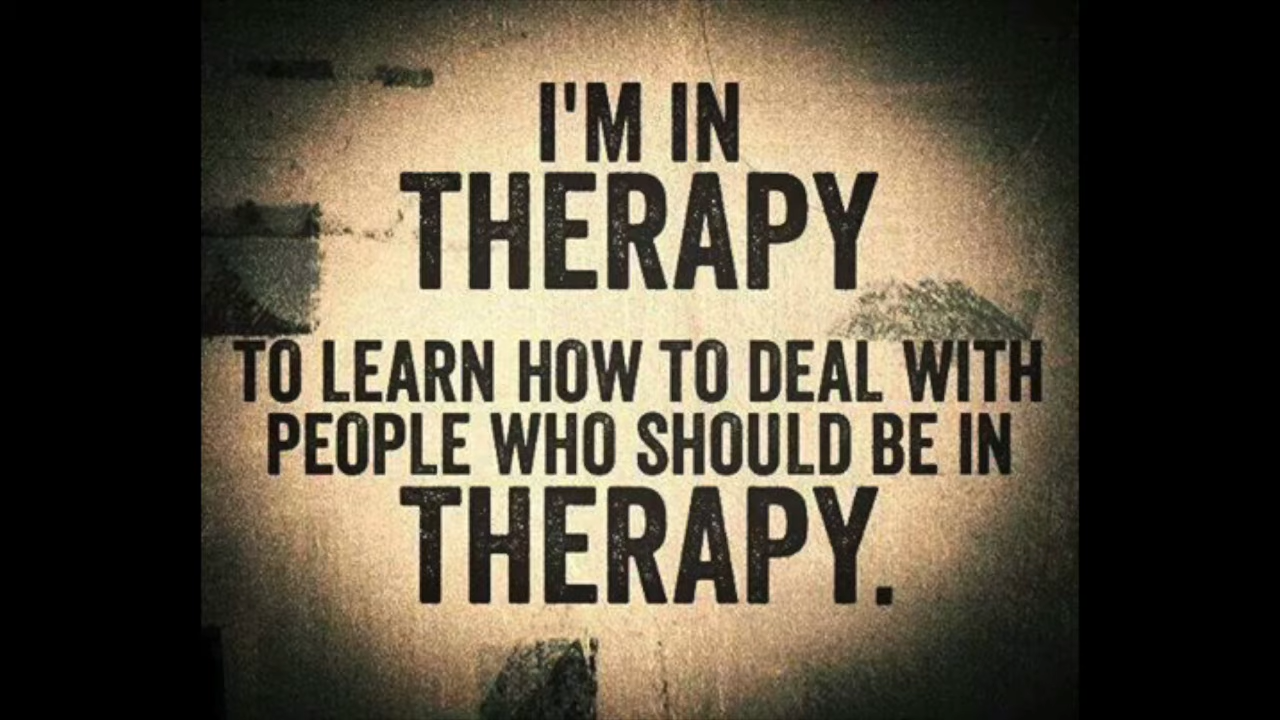 I'M IN
THERAPY
TO LEARN HOW TO DEAL WITH
PEOPLE WHO SHOULD BE IN
THERAPY.